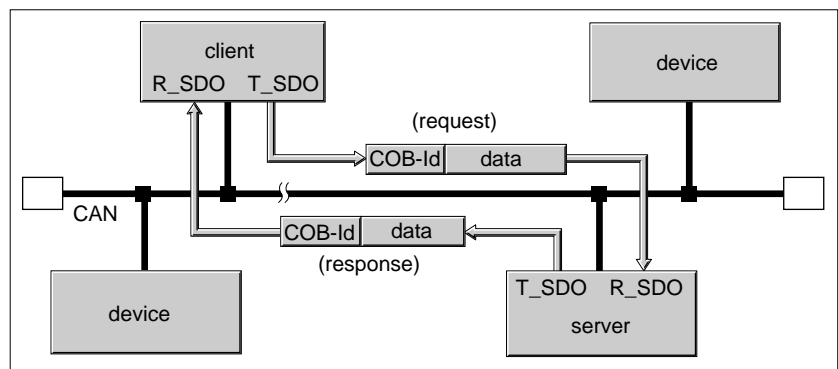 client
R_SDO T_SDO
device
(request)
COB-Id data
CAN
COB-Id data
(response)
T_SDO R_SDO
server
device